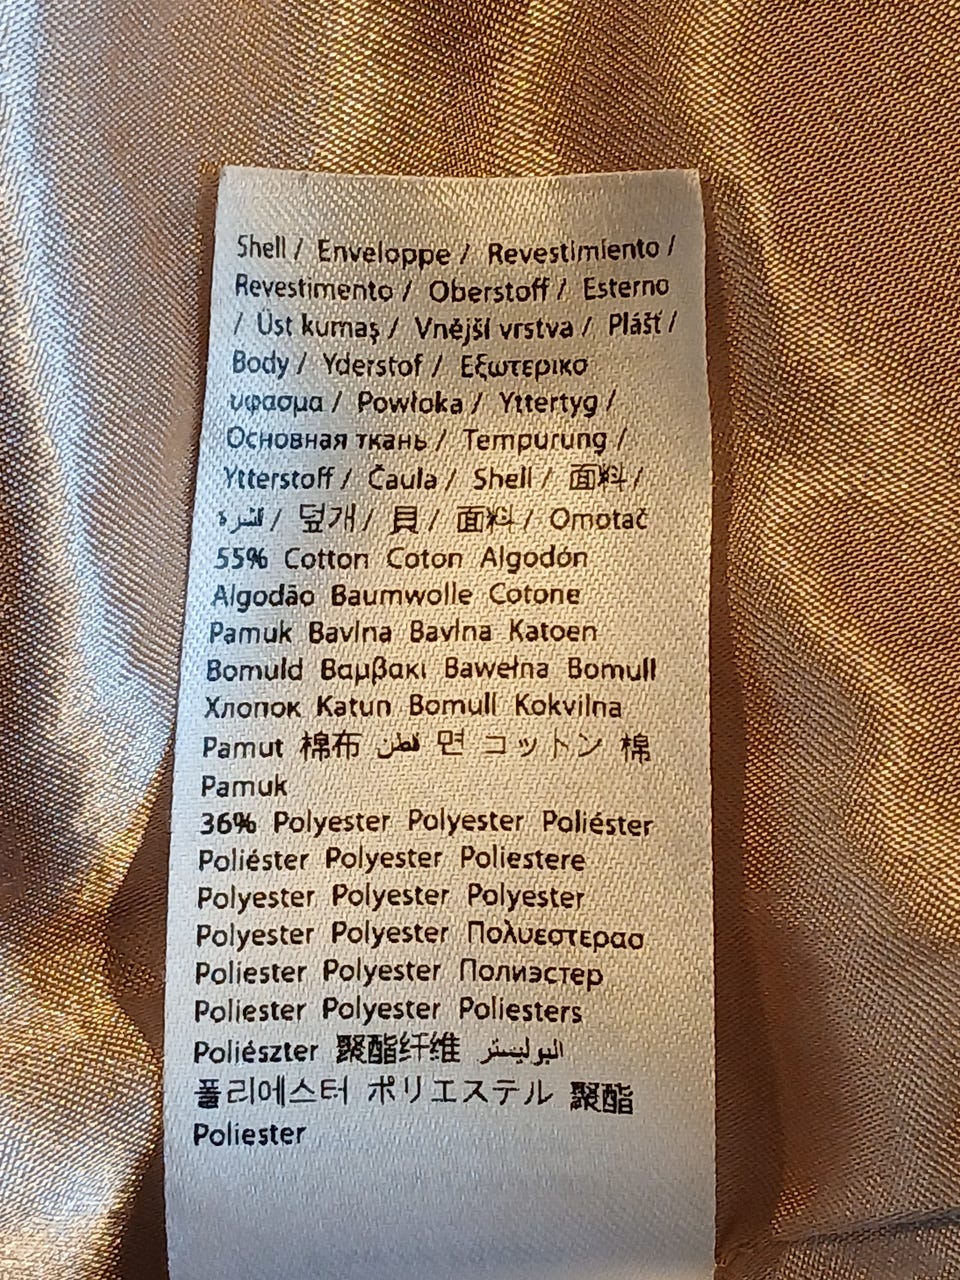 Shell / Enveloppe / Revestimiento /
Revestimento / Oberstoff / Esterno
/ Üst kumaş / Vnější vrstva / Plášť /
Body / Yderstof / Εξωτερικο
υφασμα / Powłoka / Yttertyg /
Основная ткань / Tempurung /
Ytterstoff / Čaula / Shell / 面料 /
قشرة / 덮개 / 貝 / 面料 / Omotač
55% Cotton Coton Algodón
Algodão Baumwolle Cotone
Pamuk Bavlna Bavlna Katoen
Bomuld Βαμβακι Bawełna Bomull
Хлопок Katun Bomull Kokvilna
Pamut 棉布 قطن 면 コットン 棉
Pamuk
36% Polyester Polyester Poliéster
Poliéster Polyester Poliestere
Polyester Polyester Polyester
Polyester Polyester Πολυεστερασ
Poliester Polyester Полиэстер
Poliester Polyester Poliesters
Poliészter 聚酯纤维 البوليستر
폴리에스터 ポリエステル 聚酯
Poliester